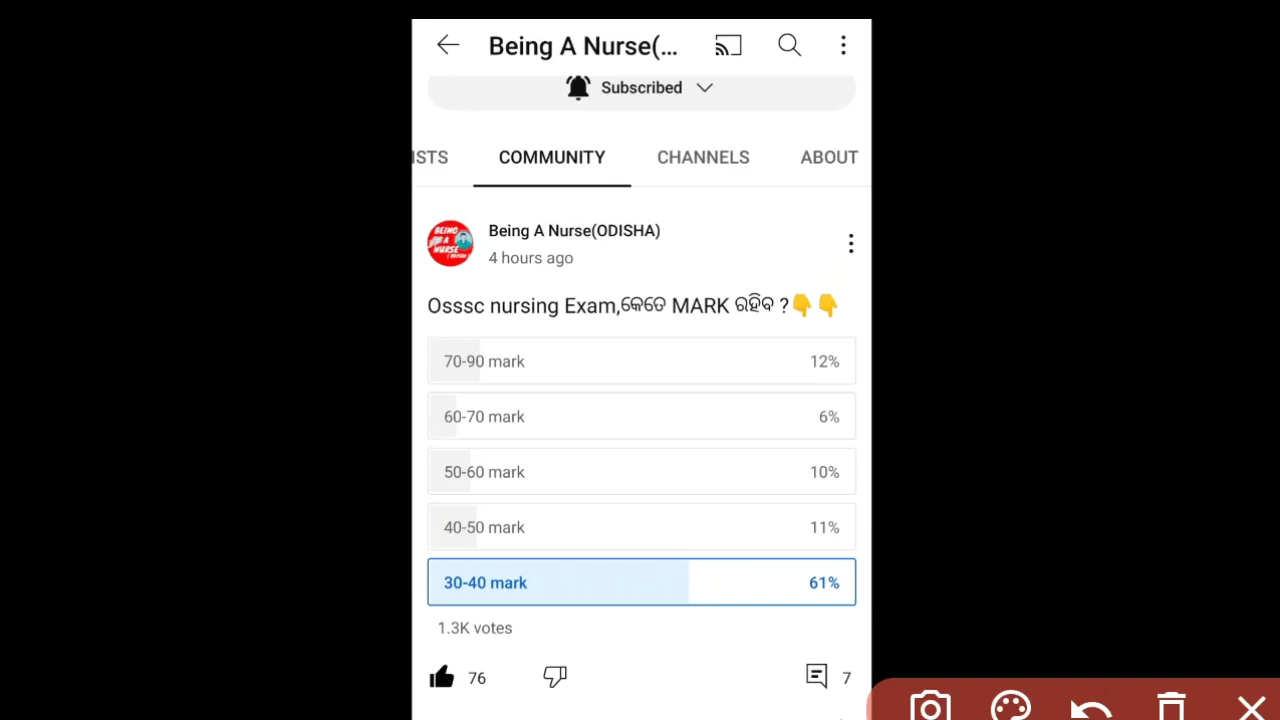 Being A Nurse(...
Subscribed
ISTS COMMUNITY CHANNELS ABOUT
Being A Nurse(ODISHA)
4 hours ago
Osssc nursing Exam,କେତେ MARK ରହିବ ?👇👇
70-90 mark 12%
60-70 mark 6%
50-60 mark 10%
40-50 mark 11%
30-40 mark 61%
1.3K votes
76 7